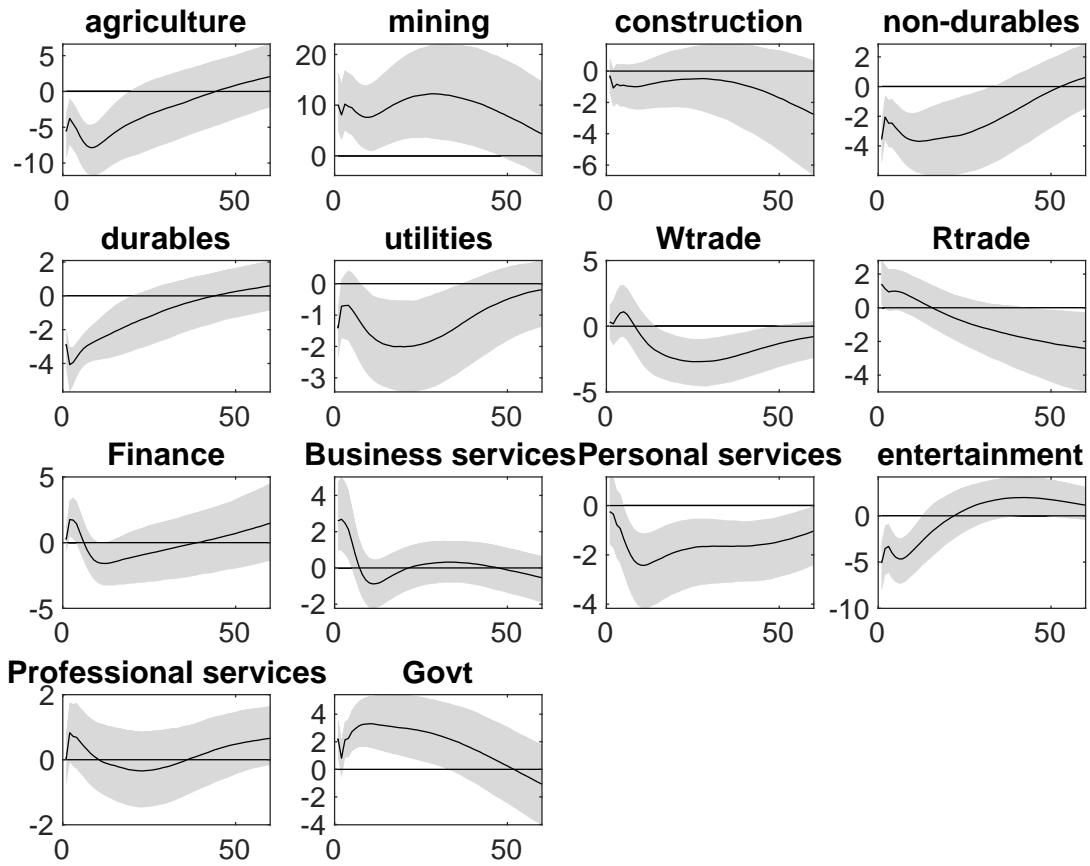 agriculture mining construction non-durables
5 0 -5 -10 20 10 0 0 -2 -4 -6 2 0 -2 -4
0 50 0 50 0 50 0 50
durables utilities Wtrade Rtrade
2 0 -2 -4 0 -1 -2 -3 5 0 -5 2 0 -2 -4
0 50 0 50 0 50 0 50
Finance Business services Personal services entertainment
5 0 -5 4 2 0 -2 0 -2 -4 0 -5 -10
0 50 0 50 0 50 0 50
Professional services Govt
2 0 -2 4 2 0 -2 -4
0 50 0 50